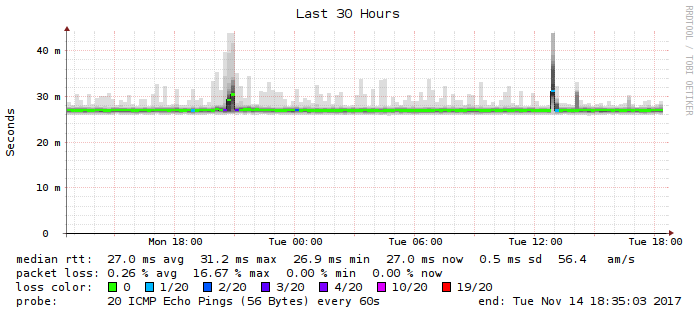 Last 30 Hours
RRDTOOL / TOBI OETIKER
Seconds
40 m
30 m
20 m
10 m
0
Mon 18:00 Tue 00:00 Tue 06:00 Tue 12:00 Tue 18:00
median rtt: 27.0 ms avg 31.2 ms max 26.9 ms min 27.0 ms now 0.5 ms sd 56.4 am/s
packet loss: 0.26 % avg 16.67 % max 0.00 % min 0.00 % now
loss color: 0 1/20 2/20 3/20 4/20 10/20 19/20
probe: 20 ICMP Echo Pings (56 Bytes) every 60s end: Tue Nov 14 18:35:03 2017